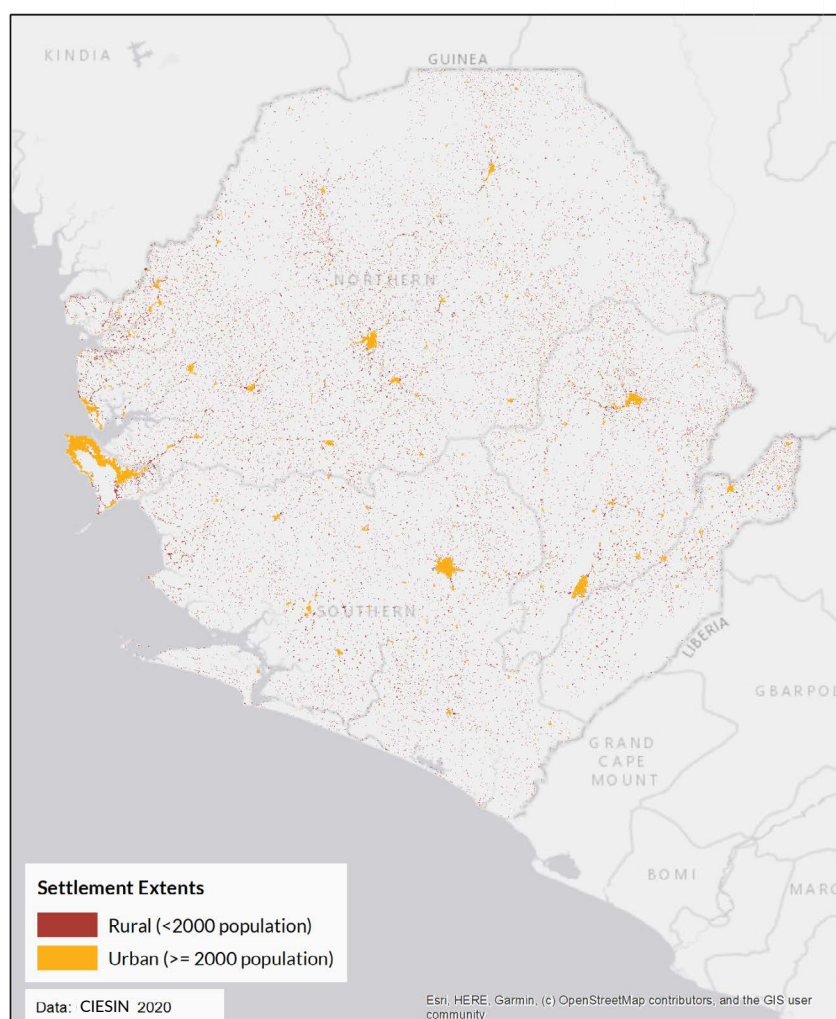 KINDIA
GUINEA
NORTHERN
SOUTHERN
LIBERIA
GBARPOL
GRAND
CAPE
MOUNT
BOMI
MARG
Settlement Extents
Rural (<2000 population)
Urban (>= 2000 population)
Data: CIESIN 2020
Esri, HERE, Garmin, (c) OpenStreetMap contributors, and the GIS user
community